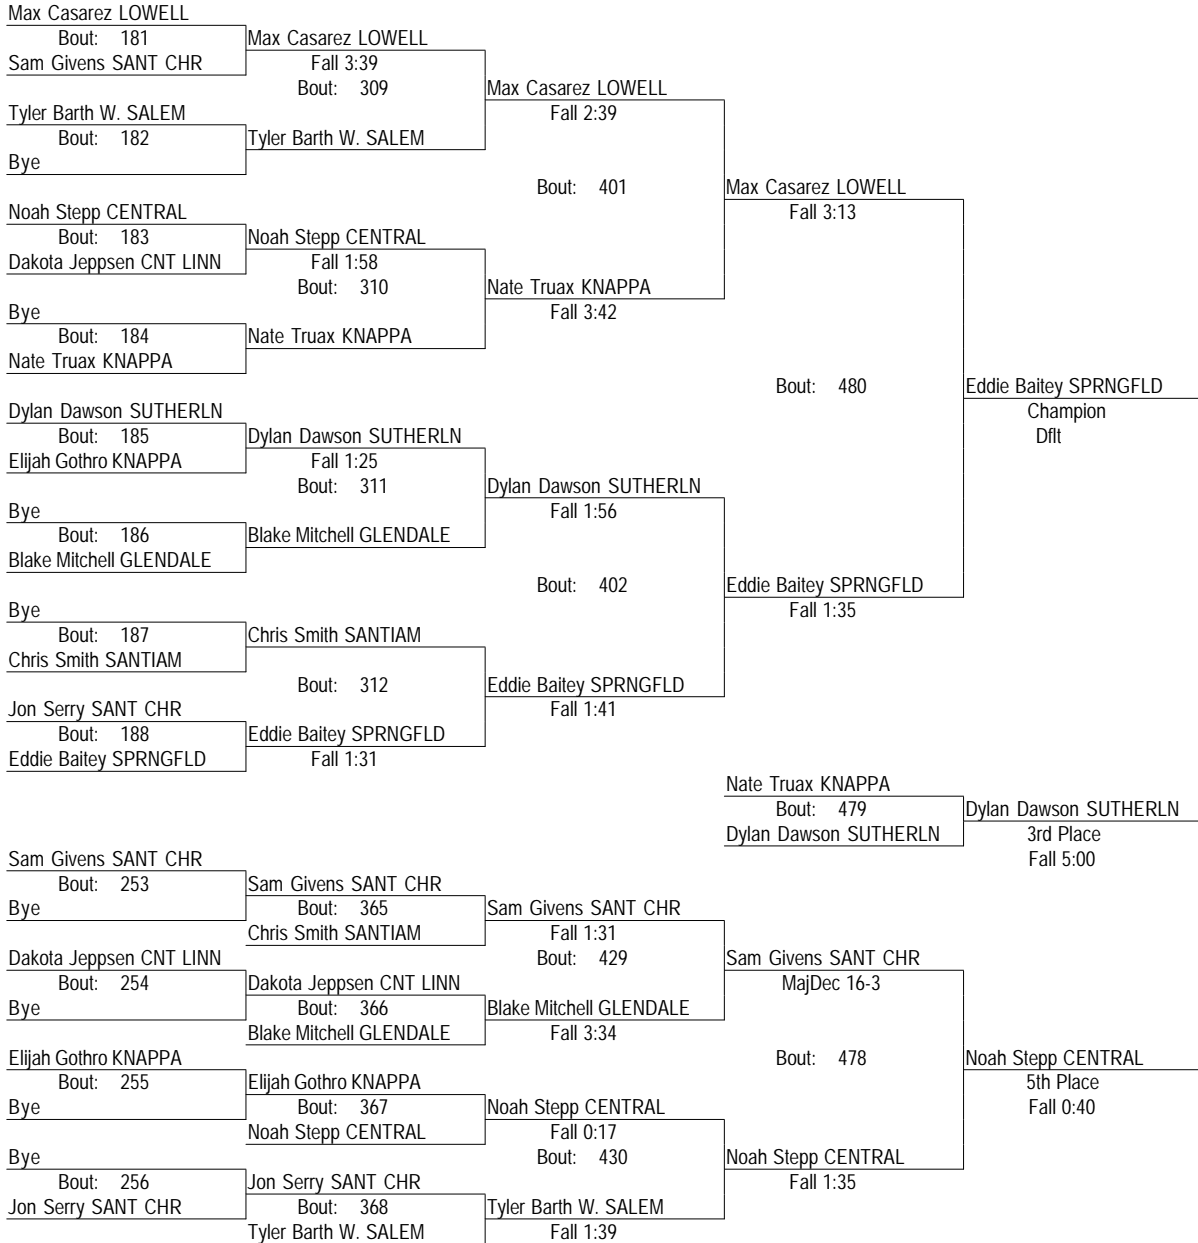 Max Casarez LOWELL
Bout: 181 Max Casarez LOWELL
Sam Givens SANT CHR Fall 3:39
Bout: 309 Max Casarez LOWELL
Tyler Barth W. SALEM Fall 2:39
Bout: 182 Tyler Barth W. SALEM
Bye
Bout: 401 Max Casarez LOWELL
Noah Stepp CENTRAL Fall 3:13
Bout: 183 Noah Stepp CENTRAL
Dakota Jeppsen CNT LINN Fall 1:58
Bout: 310 Nate Truax KNAPPA
Bye Fall 3:42
Bout: 184 Nate Truax KNAPPA
Nate Truax KNAPPA
Bout: 480 Eddie Baitey SPRNGFLD
Dylan Dawson SUTHERLN Champion
Bout: 185 Dylan Dawson SUTHERLN Dflt
Elijah Gothro KNAPPA Fall 1:25
Bout: 311 Dylan Dawson SUTHERLN
Bye Fall 1:56
Bout: 186 Blake Mitchell GLENDALE
Blake Mitchell GLENDALE
Bout: 402 Eddie Baitey SPRNGFLD
Bye Fall 1:35
Bout: 187 Chris Smith SANTIAM
Chris Smith SANTIAM
Bout: 312 Eddie Baitey SPRNGFLD
Jon Serry SANT CHR Fall 1:41
Bout: 188 Eddie Baitey SPRNGFLD
Eddie Baitey SPRNGFLD Fall 1:31
Nate Truax KNAPPA
Bout: 479 Dylan Dawson SUTHERLN
Dylan Dawson SUTHERLN 3rd Place
Sam Givens SANT CHR Fall 5:00
Bout: 253 Sam Givens SANT CHR
Bye Bout: 365 Sam Givens SANT CHR
Chris Smith SANTIAM Fall 1:31
Dakota Jeppsen CNT LINN Bout: 429 Sam Givens SANT CHR
Bout: 254 Dakota Jeppsen CNT LINN MajDec 16-3
Bye Bout: 366 Blake Mitchell GLENDALE
Blake Mitchell GLENDALE Fall 3:34
Elijah Gothro KNAPPA Bout: 478 Noah Stepp CENTRAL
Bout: 255 Elijah Gothro KNAPPA 5th Place
Bye Bout: 367 Noah Stepp CENTRAL Fall 0:40
Noah Stepp CENTRAL Fall 0:17
Bye Bout: 430 Noah Stepp CENTRAL
Bout: 256 Jon Serry SANT CHR Fall 1:35
Jon Serry SANT CHR Bout: 368 Tyler Barth W. SALEM
Tyler Barth W. SALEM Fall 1:39